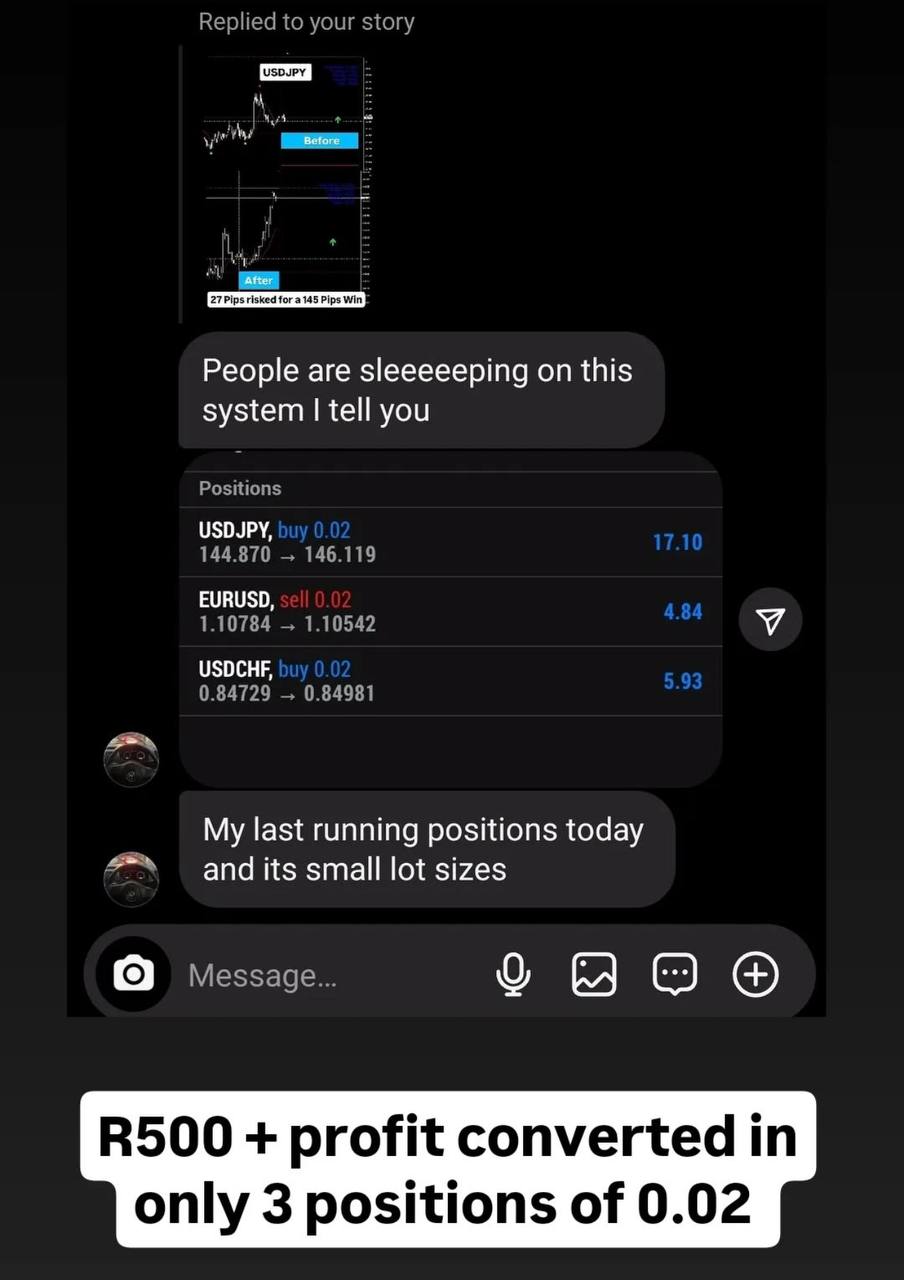 Replied to your story
USDJPY
Before
After
27 Pips risked for a 145 Pips Win
People are sleeeeeping on this
system I tell you
Positions
USDJPY, buy 0.02
144.870 → 146.119
17.10
EURUSD, sell 0.02
1.10784 → 1.10542
4.84
USDCHF, buy 0.02
0.84729 → 0.84981
5.93
My last running positions today
and its small lot sizes
Message...
R500 + profit converted in
only 3 positions of 0.02